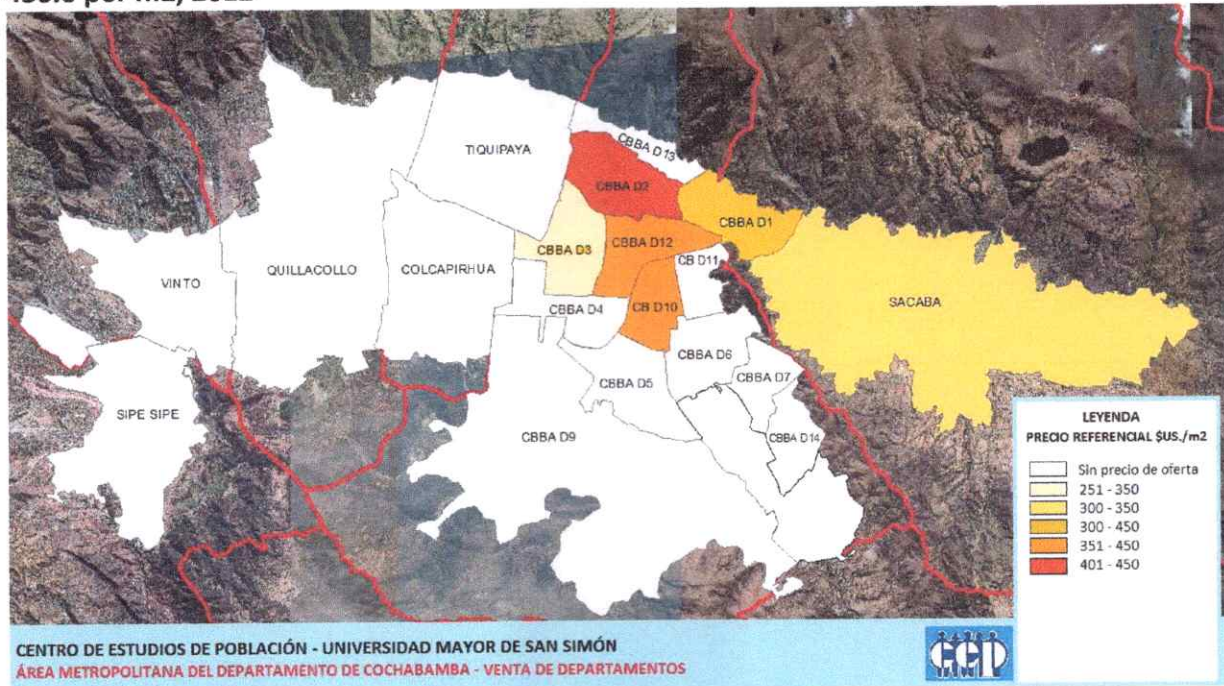 TIQUIPAYA
CBBA D13
CBBA D2
CBBA D1
CBBA D3
CBBA D12
CB D11
VINTO
QUILLACOLLO
COLCAPIRHUA
SACABA
CBBA D4
CB D10
CBBA D6
CBBA D7
CBBA D5
SIPE SIPE
CBBA D9
CBBA D14
LEYENDA
PRECIO REFERENCIAL $US./m2
Sin precio de oferta
251 - 350
300 - 350
300 - 450
351 - 450
401 - 450
CENTRO DE ESTUDIOS DE POBLACIÓN - UNIVERSIDAD MAYOR DE SAN SIMÓN
ÁREA METROPOLITANA DEL DEPARTAMENTO DE COCHABAMBA - VENTA DE DEPARTAMENTOS
CEP